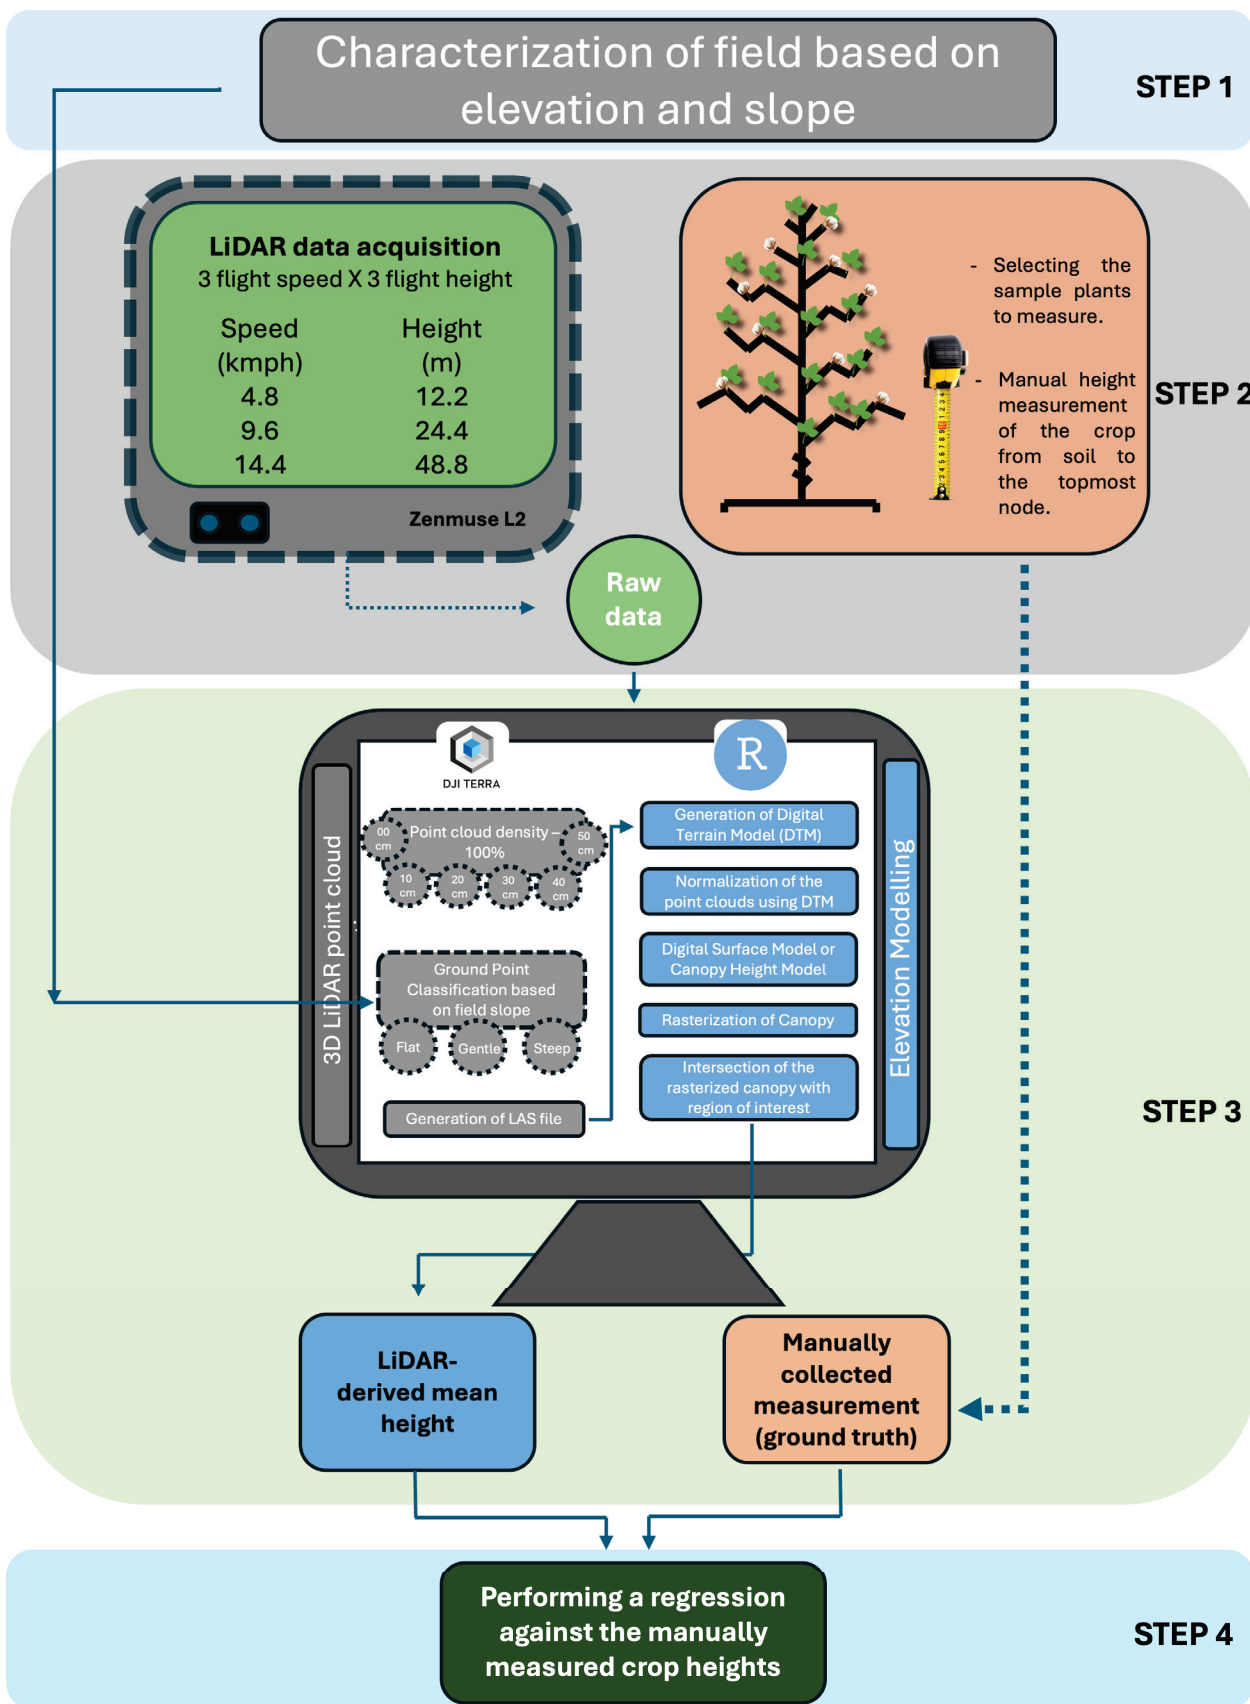 Characterization of field based on
elevation and slope
STEP 1
LiDAR data acquisition
3 flight speed X 3 flight height
Speed
(kmph)
4.8
9.6
14.4
Height
(m)
12.2
24.4
48.8
Zenmuse L2
- Selecting the
sample plants
to measure.
- Manual height
measurement
of the crop
from soil to
the topmost
node.
STEP 2
Raw
data
3D LiDAR point cloud
DJI TERRA
Point cloud density –
100%
00
cm
10
cm
20
cm
30
cm
40
cm
50
cm
Ground Point
Classification based
on field slope
Flat
Gentle
Steep
Generation of LAS file
R
Generation of Digital
Terrain Model (DTM)
Normalization of the
point clouds using DTM
Digital Surface Model or
Canopy Height Model
Rasterization of Canopy
Intersection of the
rasterized canopy with
region of interest
Elevation Modelling
STEP 3
LiDAR-
derived mean
height
Manually
collected
measurement
(ground truth)
Performing a regression
against the manually
measured crop heights
STEP 4